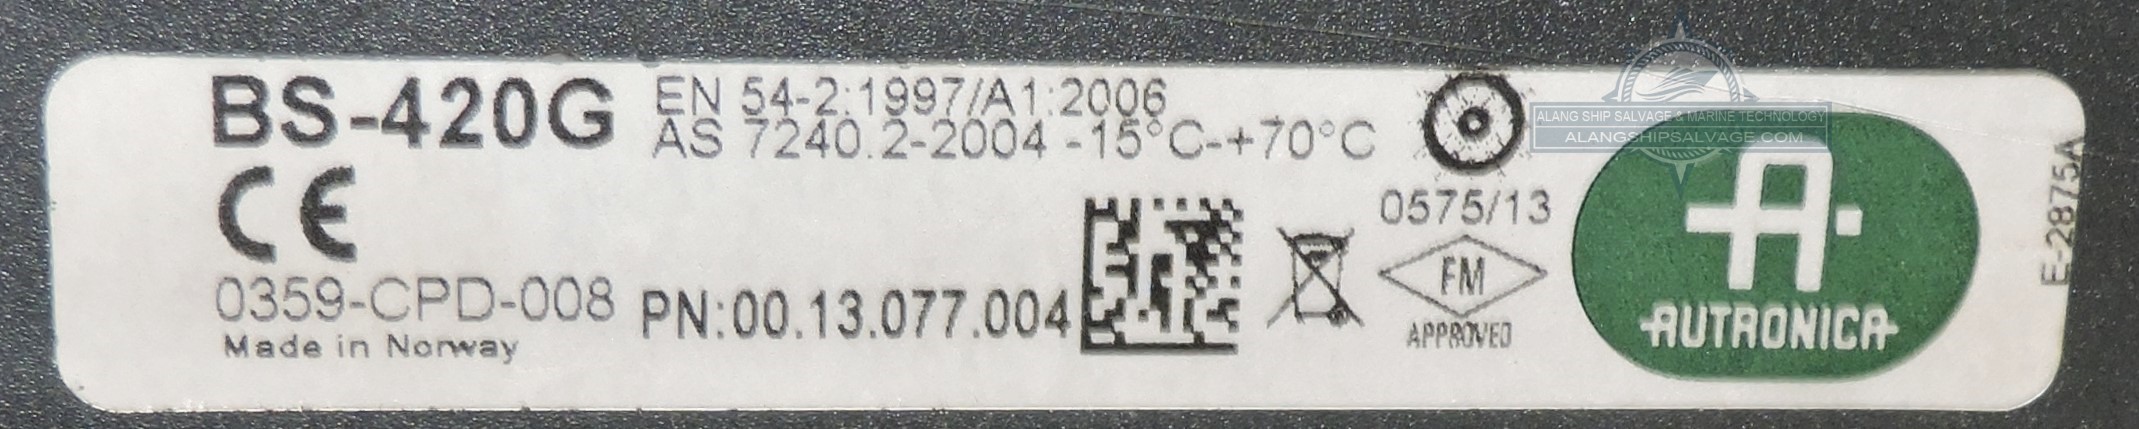 BS-420G
EN 54-2:1997/A1:2006
AS 7240.2-2004 -15°C-+70°C
CE
0359-CPD-008
Made in Norway
PN:00.13.077.004
0575/13
FM
APPROVED
AUTRONICA
E-2875A
ALANG SHIP SALVAGE & MARINE TECHNOLOGY
ALANGSHIPSALVAGE.COM